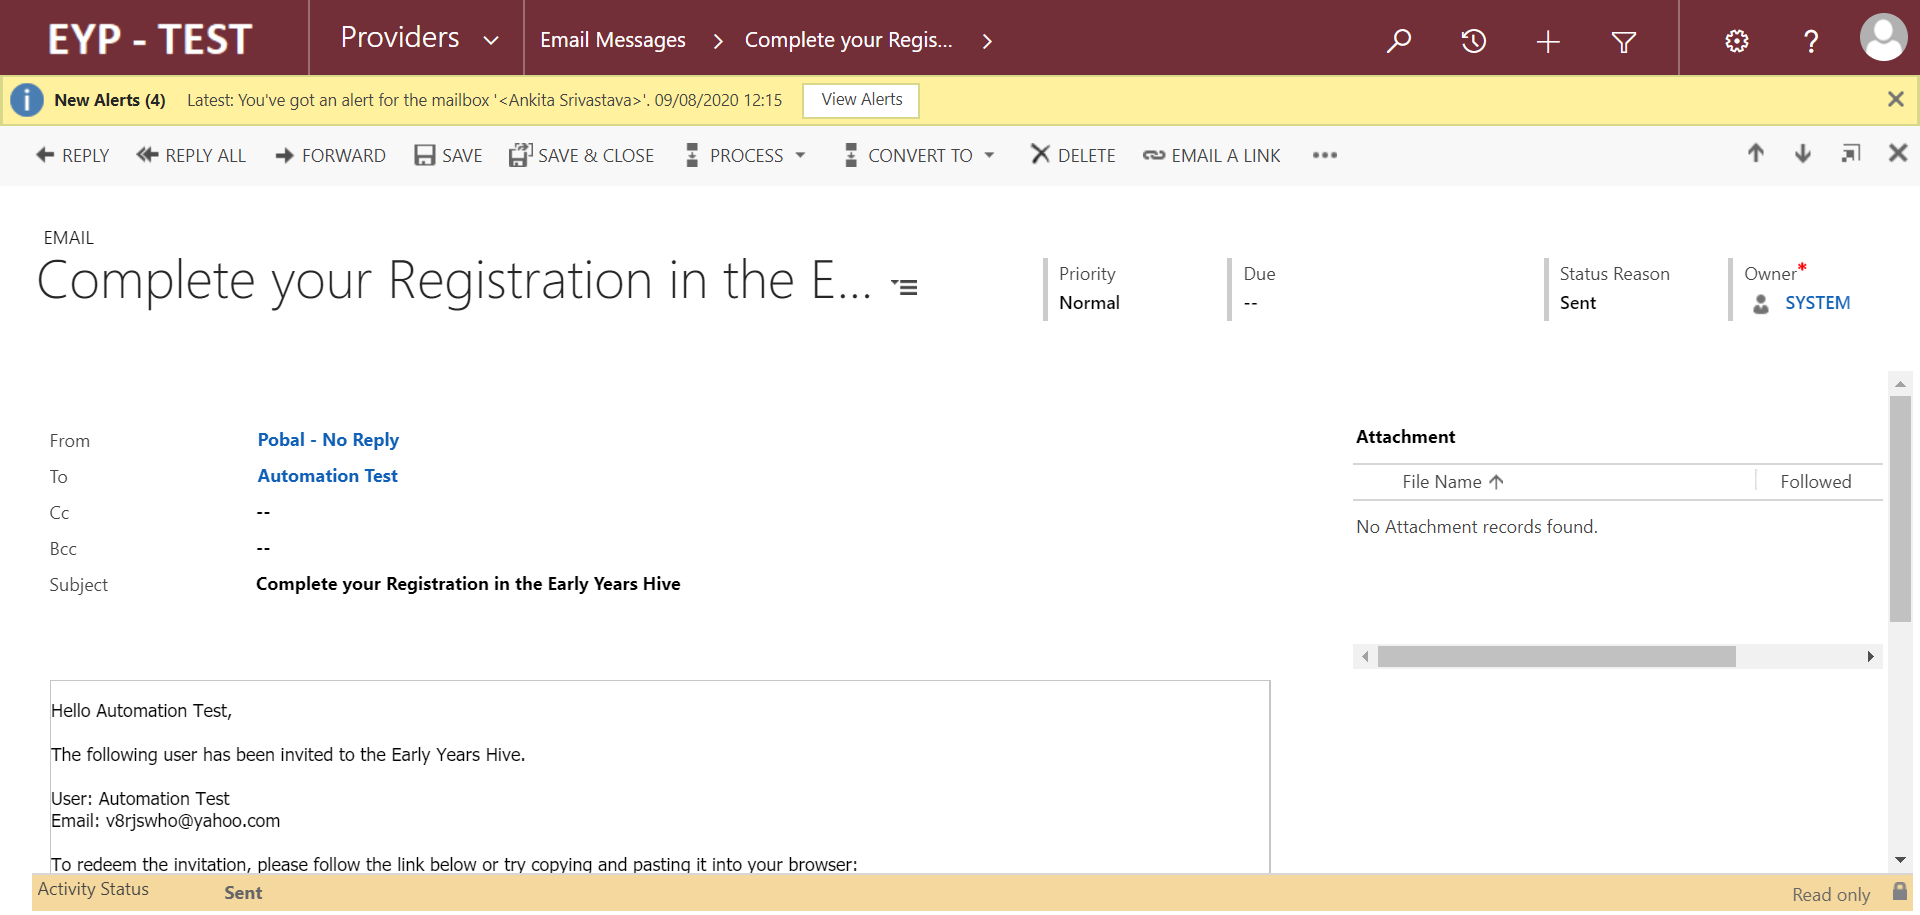 EYP - TEST
Providers
Email Messages
Complete your Regis...
New Alerts (4)
Latest: You've got an alert for the mailbox '<Ankita Srivastava>'. 09/08/2020 12:15
View Alerts
REPLY
REPLY ALL
FORWARD
SAVE
SAVE & CLOSE
PROCESS
CONVERT TO
DELETE
EMAIL A LINK
EMAIL
Complete your Registration in the E...
Priority
Normal
Due
--
Status Reason
Sent
Owner*
SYSTEM
From Pobal - No Reply
To Automation Test
Cc --
Bcc --
Subject Complete your Registration in the Early Years Hive
Attachment
File Name Followed
No Attachment records found.
Hello Automation Test,
The following user has been invited to the Early Years Hive.
User: Automation Test
Email: v8rjswho@yahoo.com
To redeem the invitation, please follow the link below or try copying and pasting it into your browser:
Activity Status Sent
Read only